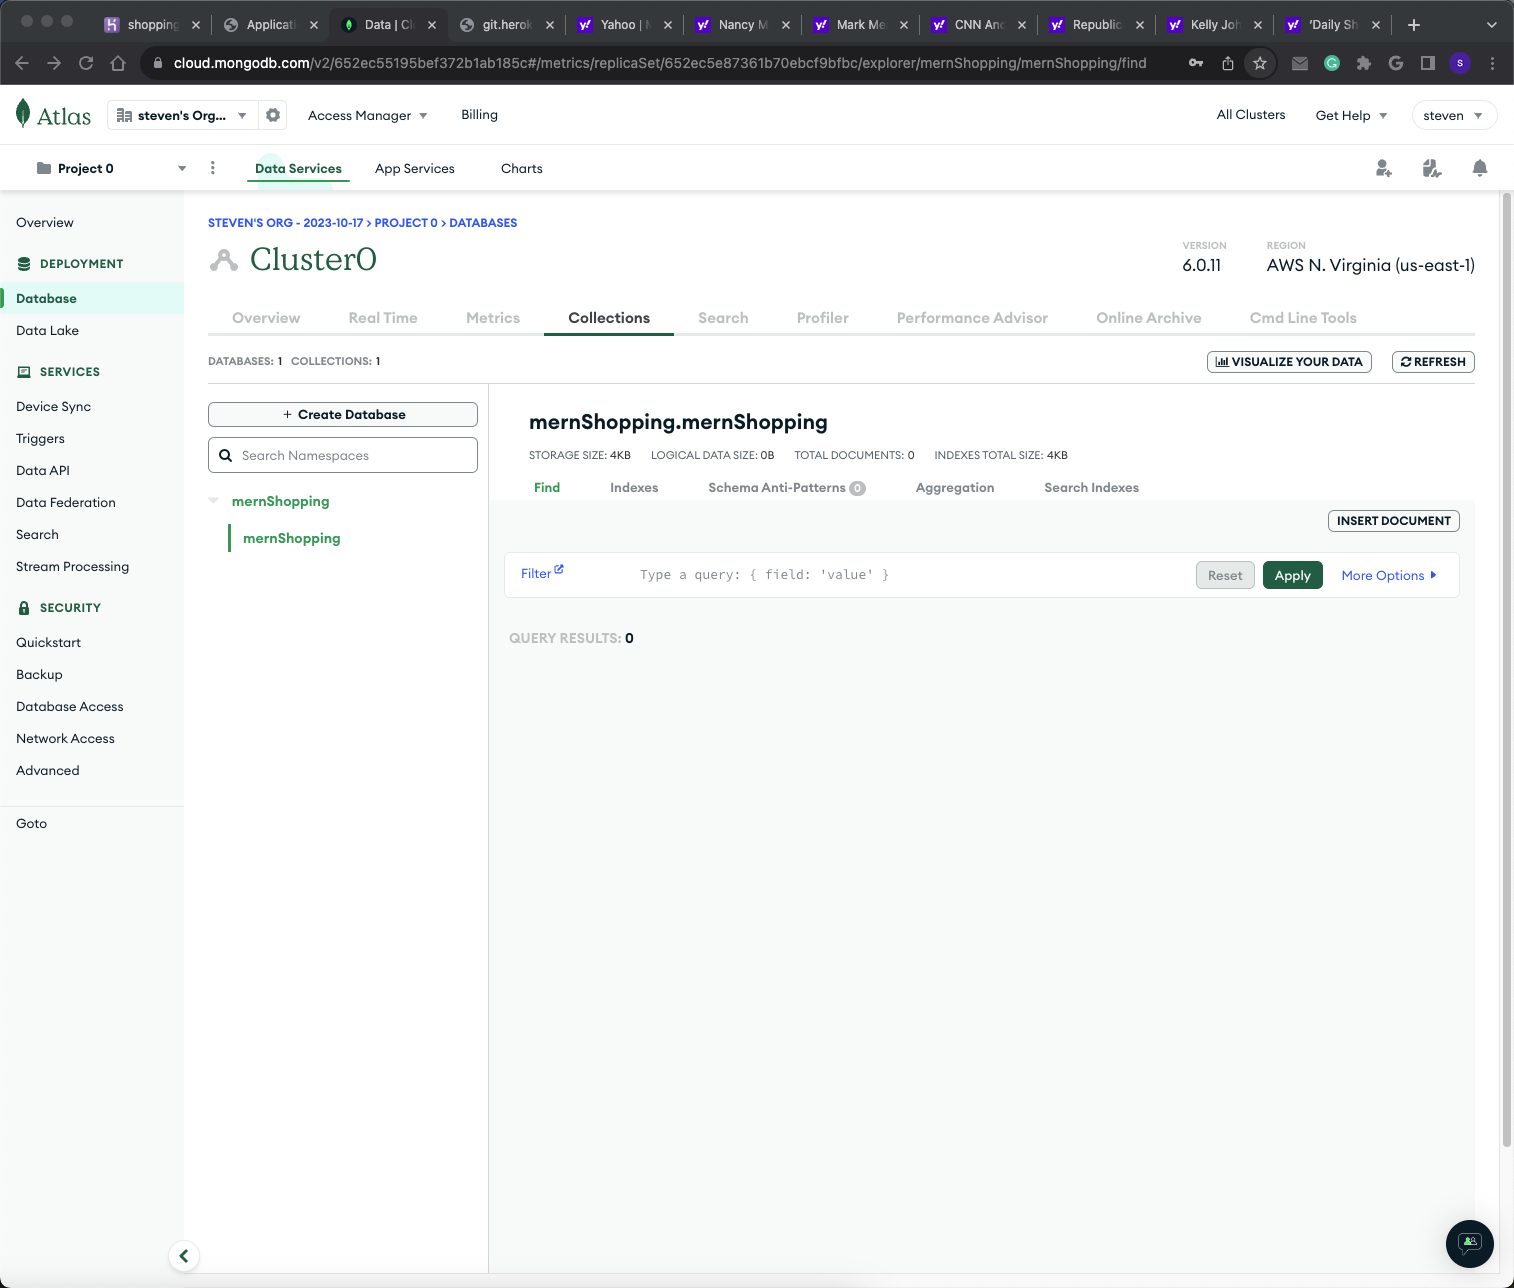 shopping
Applicati
Data | Cl
git.herok
Yahoo |
Nancy M
Mark Me
CNN Anc
Republic
Kelly Joh
'Daily Sh
cloud.mongodb.com/v2/652ec55195bef372b1ab185c#/metrics/replicaSet/652ec5e87361b70ebcf9bfbc/explorer/mernShopping/mernShopping/find
s
Atlas
steven's Org...
Access Manager
Billing
All Clusters
Get Help
steven
Project 0
Data Services
App Services
Charts
Overview
DEPLOYMENT
Database
Data Lake
SERVICES
Device Sync
Triggers
Data API
Data Federation
Search
Stream Processing
SECURITY
Quickstart
Backup
Database Access
Network Access
Advanced
Goto
STEVEN'S ORG - 2023-10-17 > PROJECT 0 > DATABASES
Cluster0
VERSION
6.0.11
REGION
AWS N. Virginia (us-east-1)
Overview
Real Time
Metrics
Collections
Search
Profiler
Performance Advisor
Online Archive
Cmd Line Tools
DATABASES: 1 COLLECTIONS: 1
VISUALIZE YOUR DATA
REFRESH
+ Create Database
Search Namespaces
mernShopping
mernShopping
mernShopping.mernShopping
STORAGE SIZE: 4KB LOGICAL DATA SIZE: 0B TOTAL DOCUMENTS: 0 INDEXES TOTAL SIZE: 4KB
Find
Indexes
Schema Anti-Patterns 0
Aggregation
Search Indexes
INSERT DOCUMENT
Filter
Type a query: { field: 'value' }
Reset
Apply
More Options
QUERY RESULTS: 0